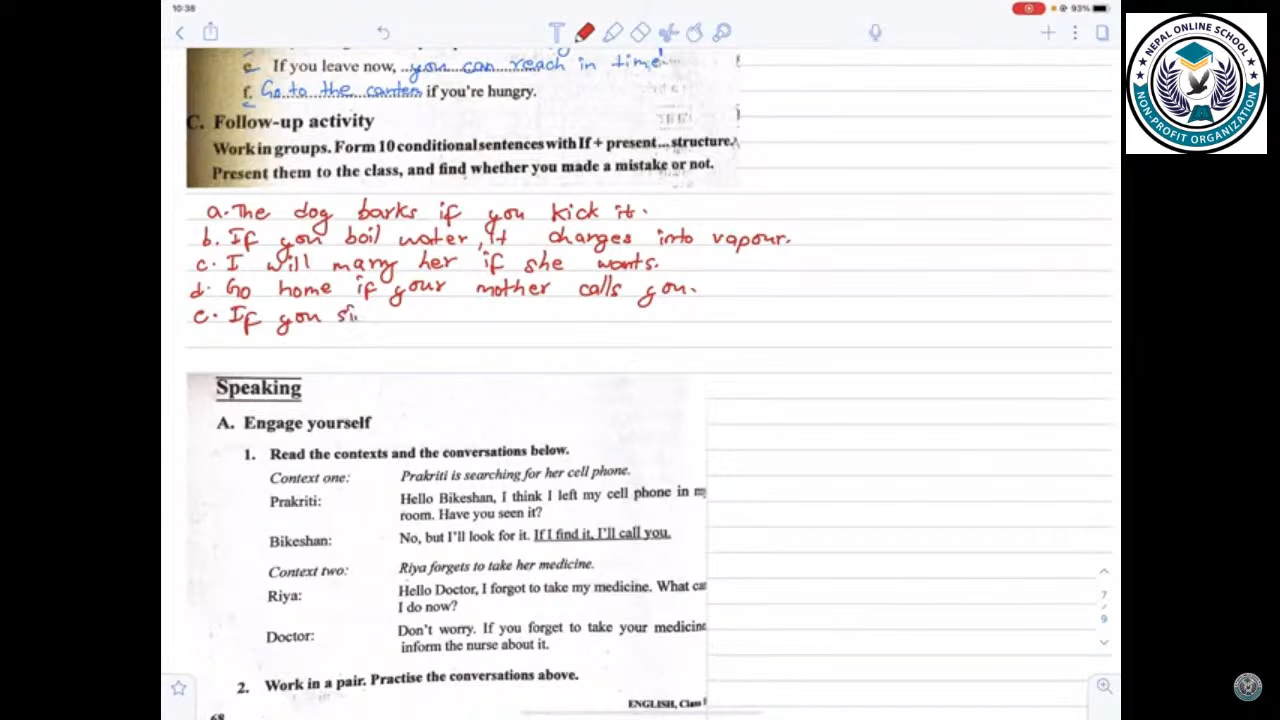 10:38
93%
NEPAL ONLINE SCHOOL
NON-PROFIT ORGANIZATION
e. If you leave now, ...you can reach in time.
f. Go to the canteen if you're hungry.
C. Follow-up activity
Work in groups. Form 10 conditional sentences with If + present... structure.
Present them to the class, and find whether you made a mistake or not.
a. The dog barks if you kick it.
b. If you boil water, it changes into vapour.
c. I will marry her if she wants.
d. Go home if your mother calls you.
e. If you si
Speaking
A. Engage yourself
1. Read the contexts and the conversations below.
Context one: Prakriti is searching for her cell phone.
Prakriti: Hello Bikeshan, I think I left my cell phone in my
room. Have you seen it?
Bikeshan: No, but I'll look for it. If I find it, I'll call you.
Context two: Riya forgets to take her medicine.
Riya: Hello Doctor, I forgot to take my medicine. What ca
I do now?
Doctor: Don't worry. If you forget to take your medicine
inform the nurse about it.
2. Work in a pair. Practise the conversations above.
7
9
68
ENGLISH, Class